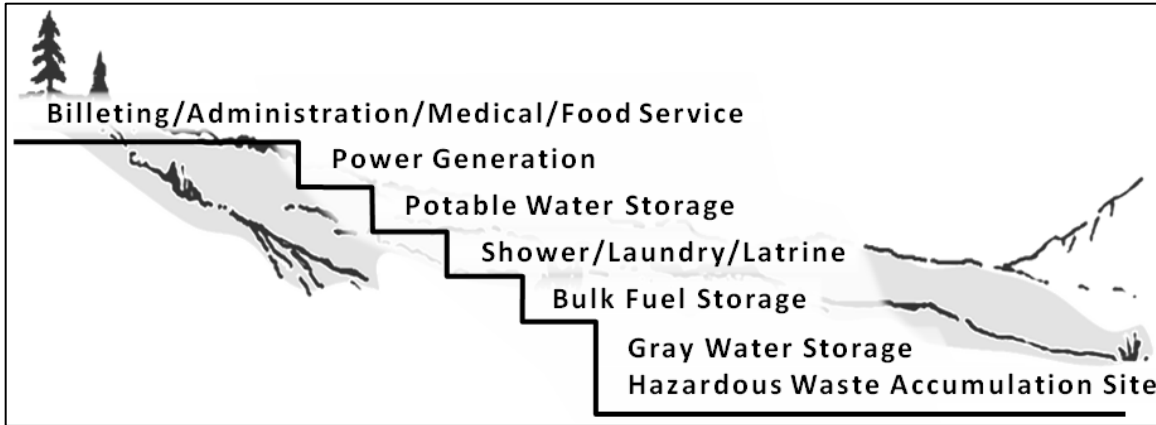 Billeting/Administration/Medical/Food Service
Power Generation
Potable Water Storage
Shower/Laundry/Latrine
Bulk Fuel Storage
Gray Water Storage
Hazardous Waste Accumulation Site